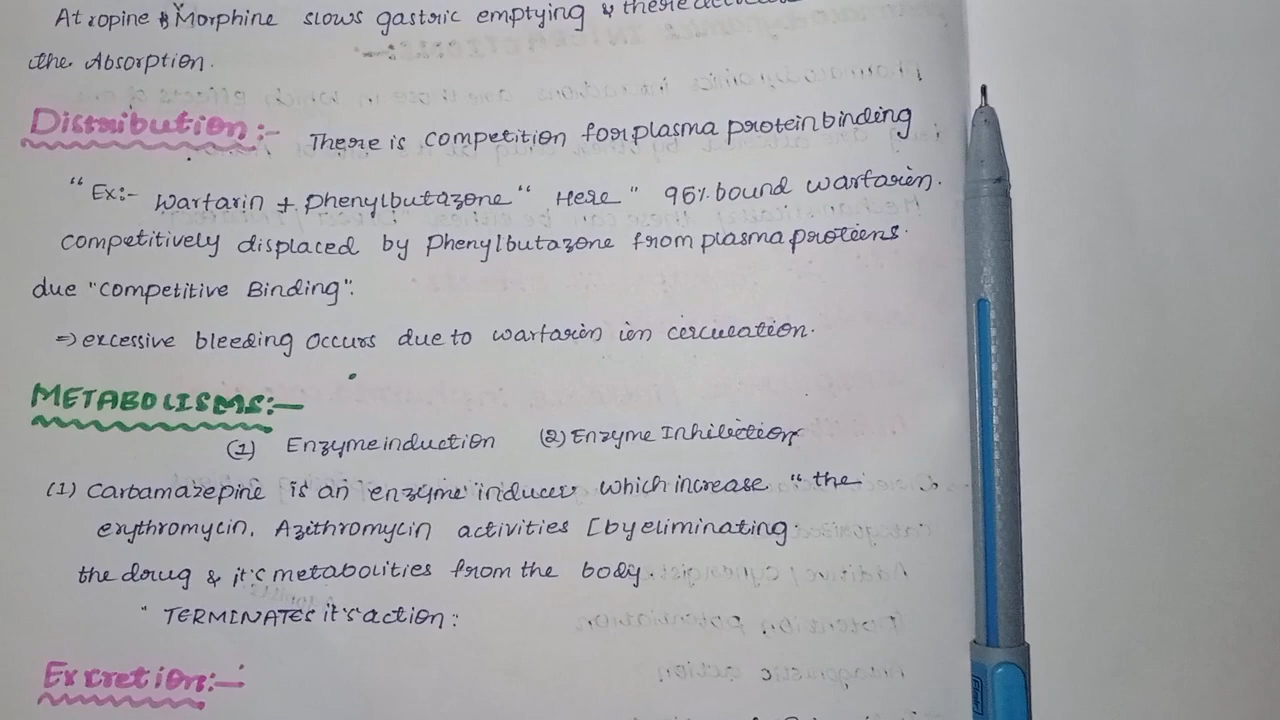 Atropine & Morphine slows gastric emptying &
the Absorption.
Distribution:- There is competition for plasma protein binding
"Ex:- Warfarin + Phenylbutazone" Here " 96% bound warfarin.
competitively displaced by Phenylbutazone from plasma proteins.
due "Competitive Binding".
⇒ excessive bleeding occurs due to warfarin in circulation.
METABOLISMS:-
(1) Enzyme induction (2) Enzyme Inhibiction
(1) Carbamazepine is an enzyme inducer which increase "the
erythromycin, Azithromycin activities [by eliminating
the drug & it's metabolities from the body.
" TERMINATES it's action:
Excretion:-